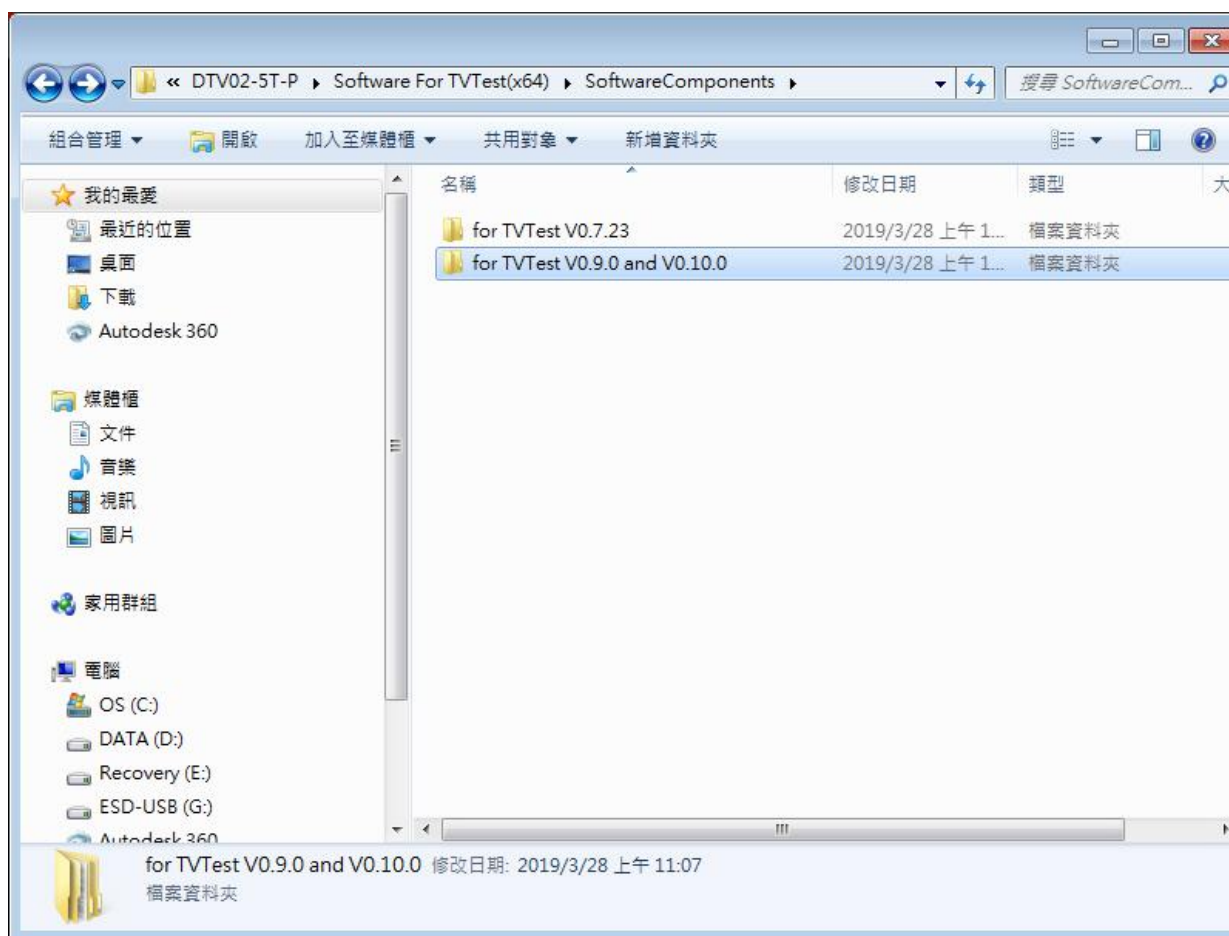 « DTV02-5T-P Software For TVTest(x64) SoftwareComponents 搜尋 SoftwareCom...
組合管理 開啟 加入至媒體櫃 共用對象 新增資料夾
名稱 修改日期 類型 大
for TVTest V0.7.23 2019/3/28 上午 1... 檔案資料夾
for TVTest V0.9.0 and V0.10.0 2019/3/28 上午 1... 檔案資料夾
我的最愛
最近的位置
桌面
下載
Autodesk 360
媒體櫃
文件
音樂
視訊
圖片
家用群組
電腦
OS (C:)
DATA (D:)
Recovery (E:)
ESD-USB (G:)
Autodesk 360
for TVTest V0.9.0 and V0.10.0 修改日期: 2019/3/28 上午 11:07
檔案資料夾